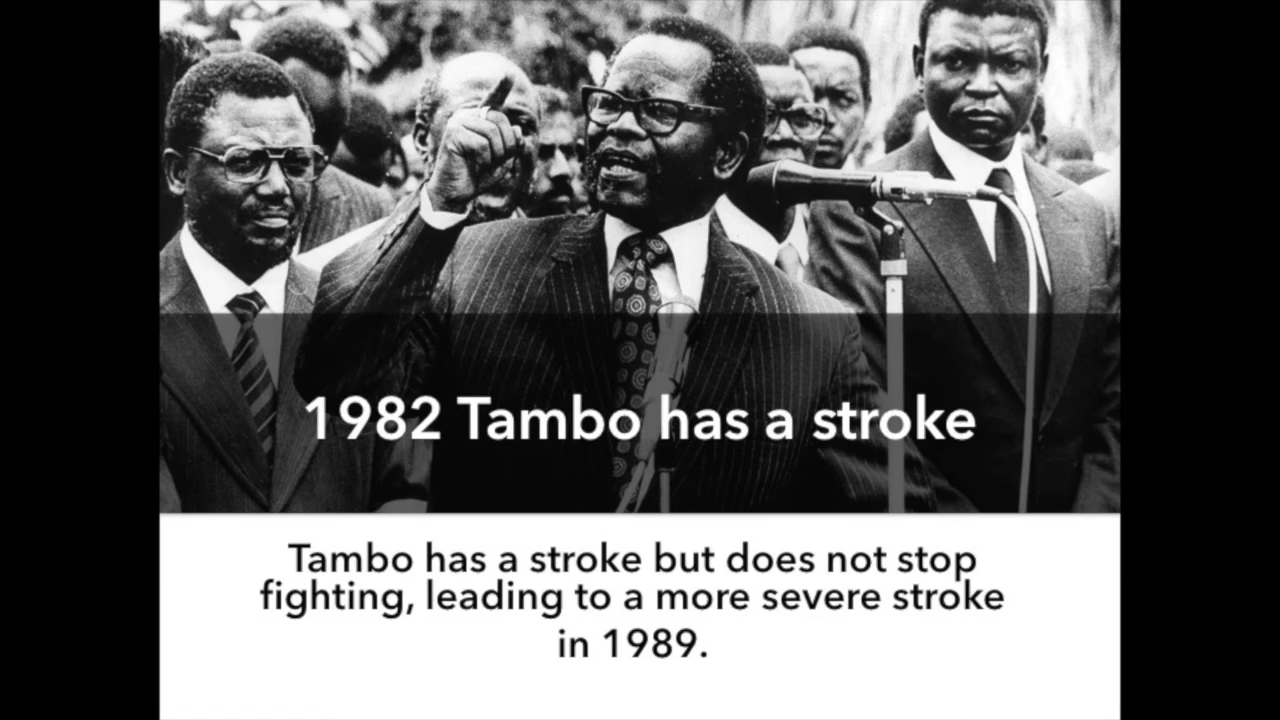 1982 Tambo has a stroke
Tambo has a stroke but does not stop
fighting, leading to a more severe stroke
in 1989.